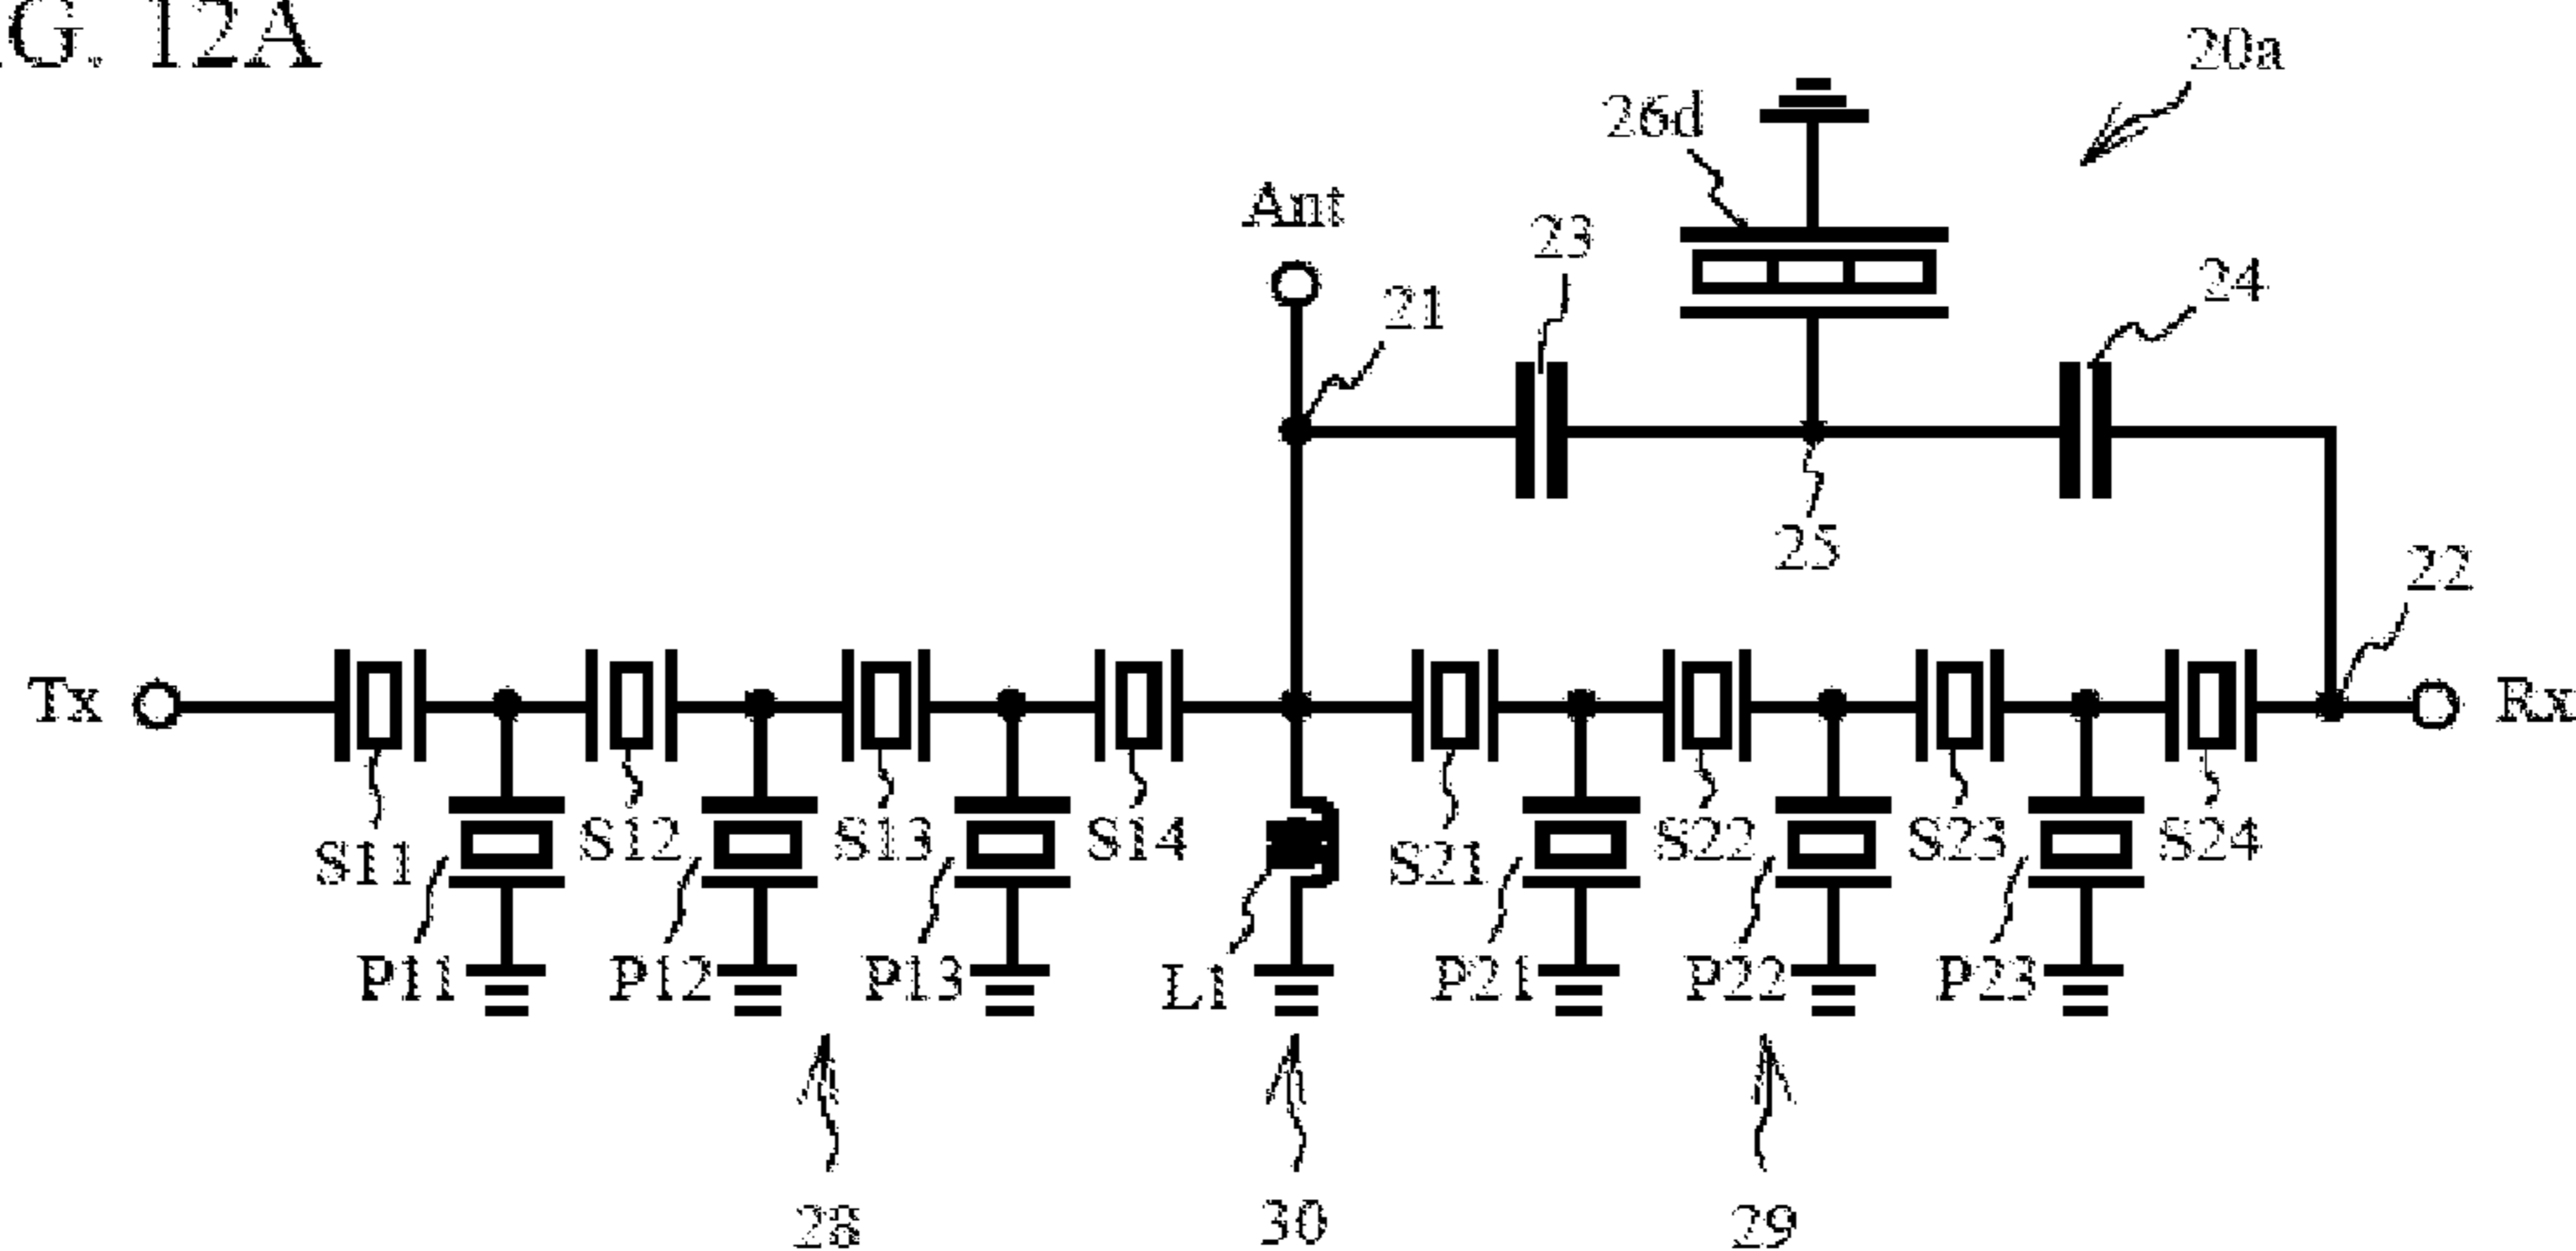 G. 12A
20a
26d
Ant
23
24
21
25
22
Tx
Rx
S11
S12
S13
S14
S21
S22
S23
S24
P11
P12
P13
L1
P21
P22
P23
28
30
29